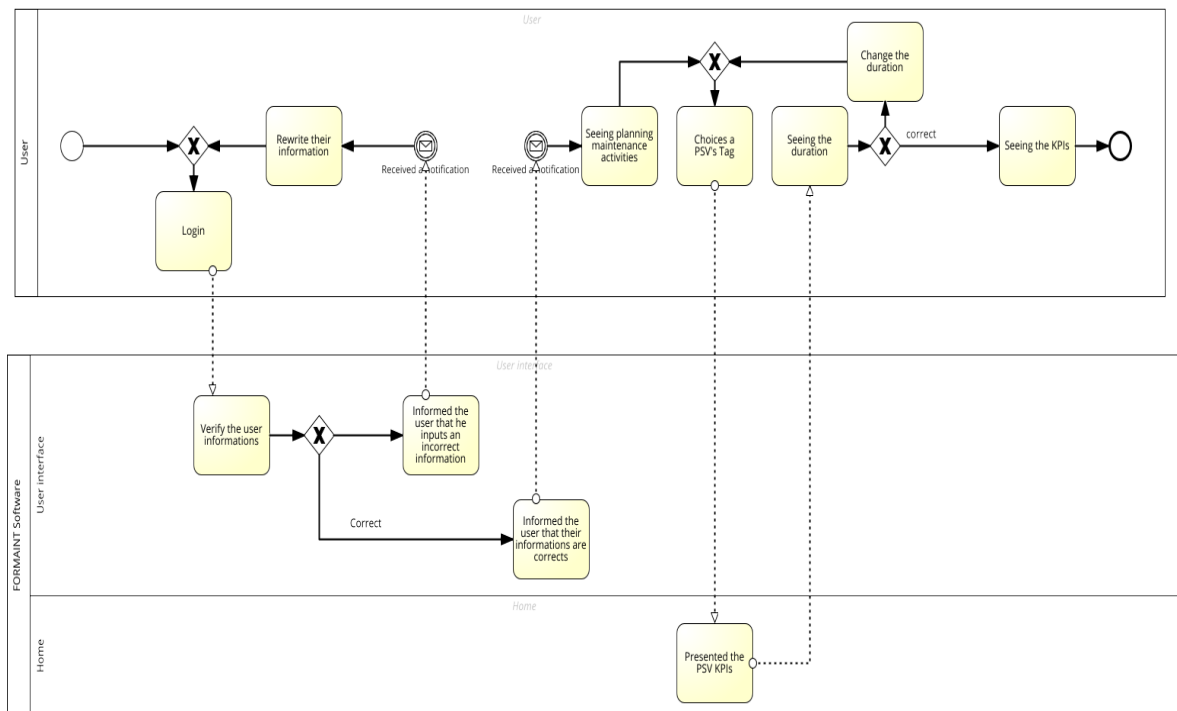 User
User
Rewrite their
information
Received a notification
Login
Received a notification
Seeing planning
maintenance
activities
Choices a
PSV's Tag
Change the
duration
Seeing the
duration
correct
Seeing the KPIs
FORMAINT Software
User interface
User interface
Verify the user
informations
Informed the
user that he
inputs an
incorrect
information
Correct
Informed the
user that their
informations are
corrects
Home
Home
Presented the
PSV KPIs